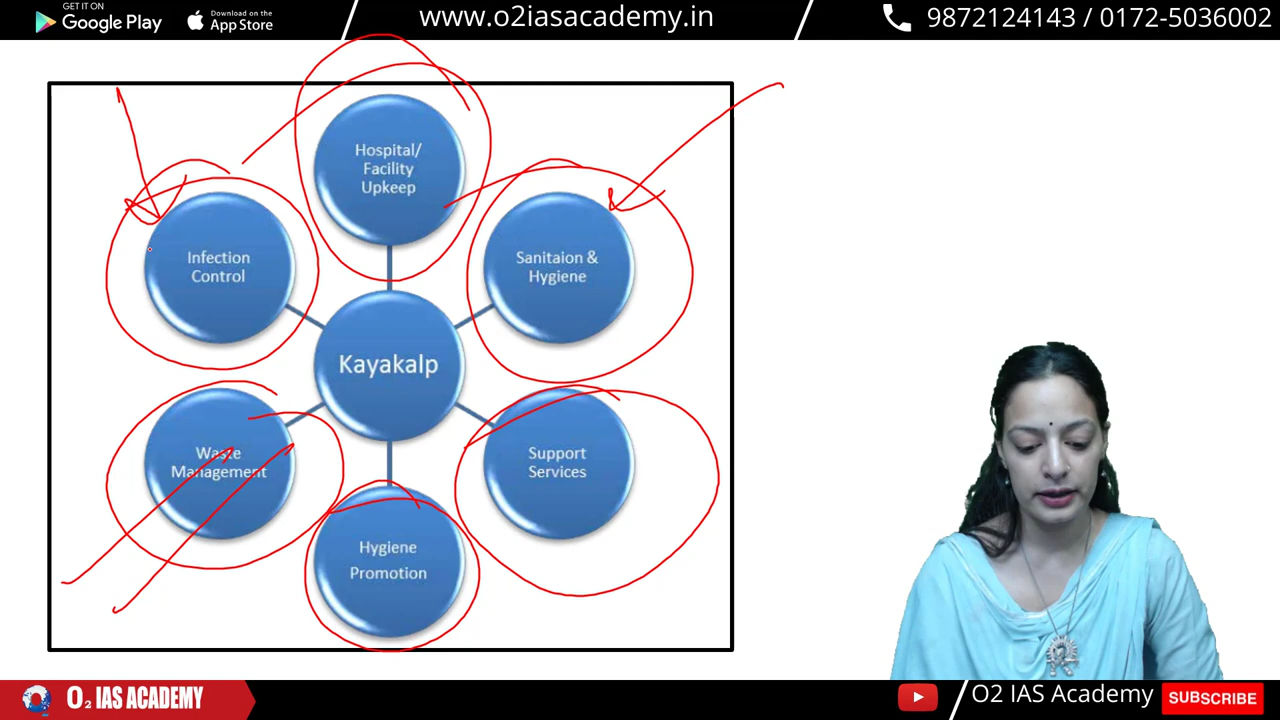 GET IT ON
Google Play
Download on the
App Store
www.o2iasacademy.in
9872124143 / 0172-5036002
Hospital/
Facility
Upkeep
Infection
Control
Sanitaion &
Hygiene
Kayakalp
Waste
Management
Support
Services
Hygiene
Promotion
O₂ IAS ACADEMY
O2 IAS Academy
SUBSCRIBE